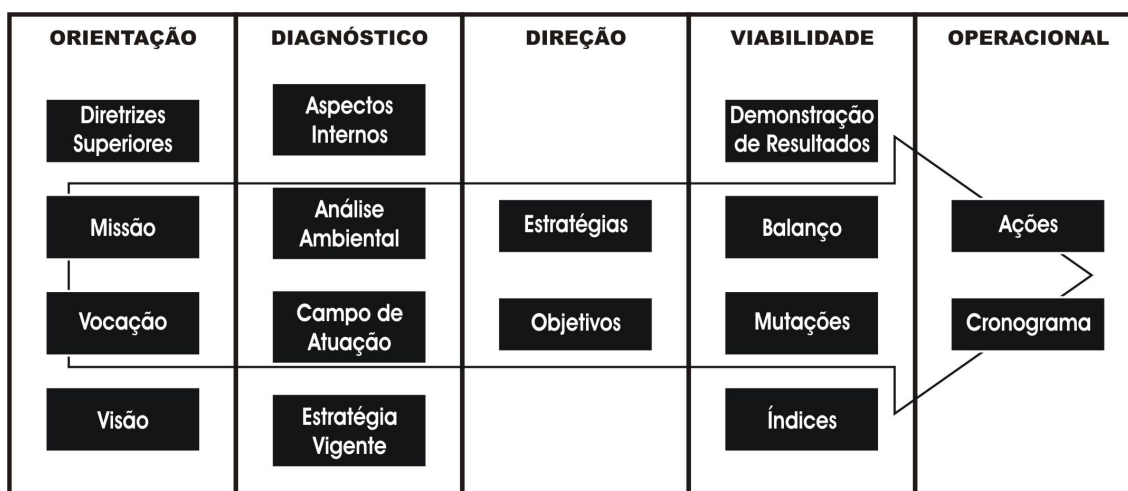 ORIENTAÇÃO
Diretrizes
Superiores
Missão
Vocação
Visão
DIAGNÓSTICO
Aspectos
Internos
Análise
Ambiental
Campo de
Atuação
Estratégia
Vigente
DIREÇÃO
Estratégias
Objetivos
VIABILIDADE
Demonstração
de Resultados
Balanço
Mutações
Índices
OPERACIONAL
Ações
Cronograma